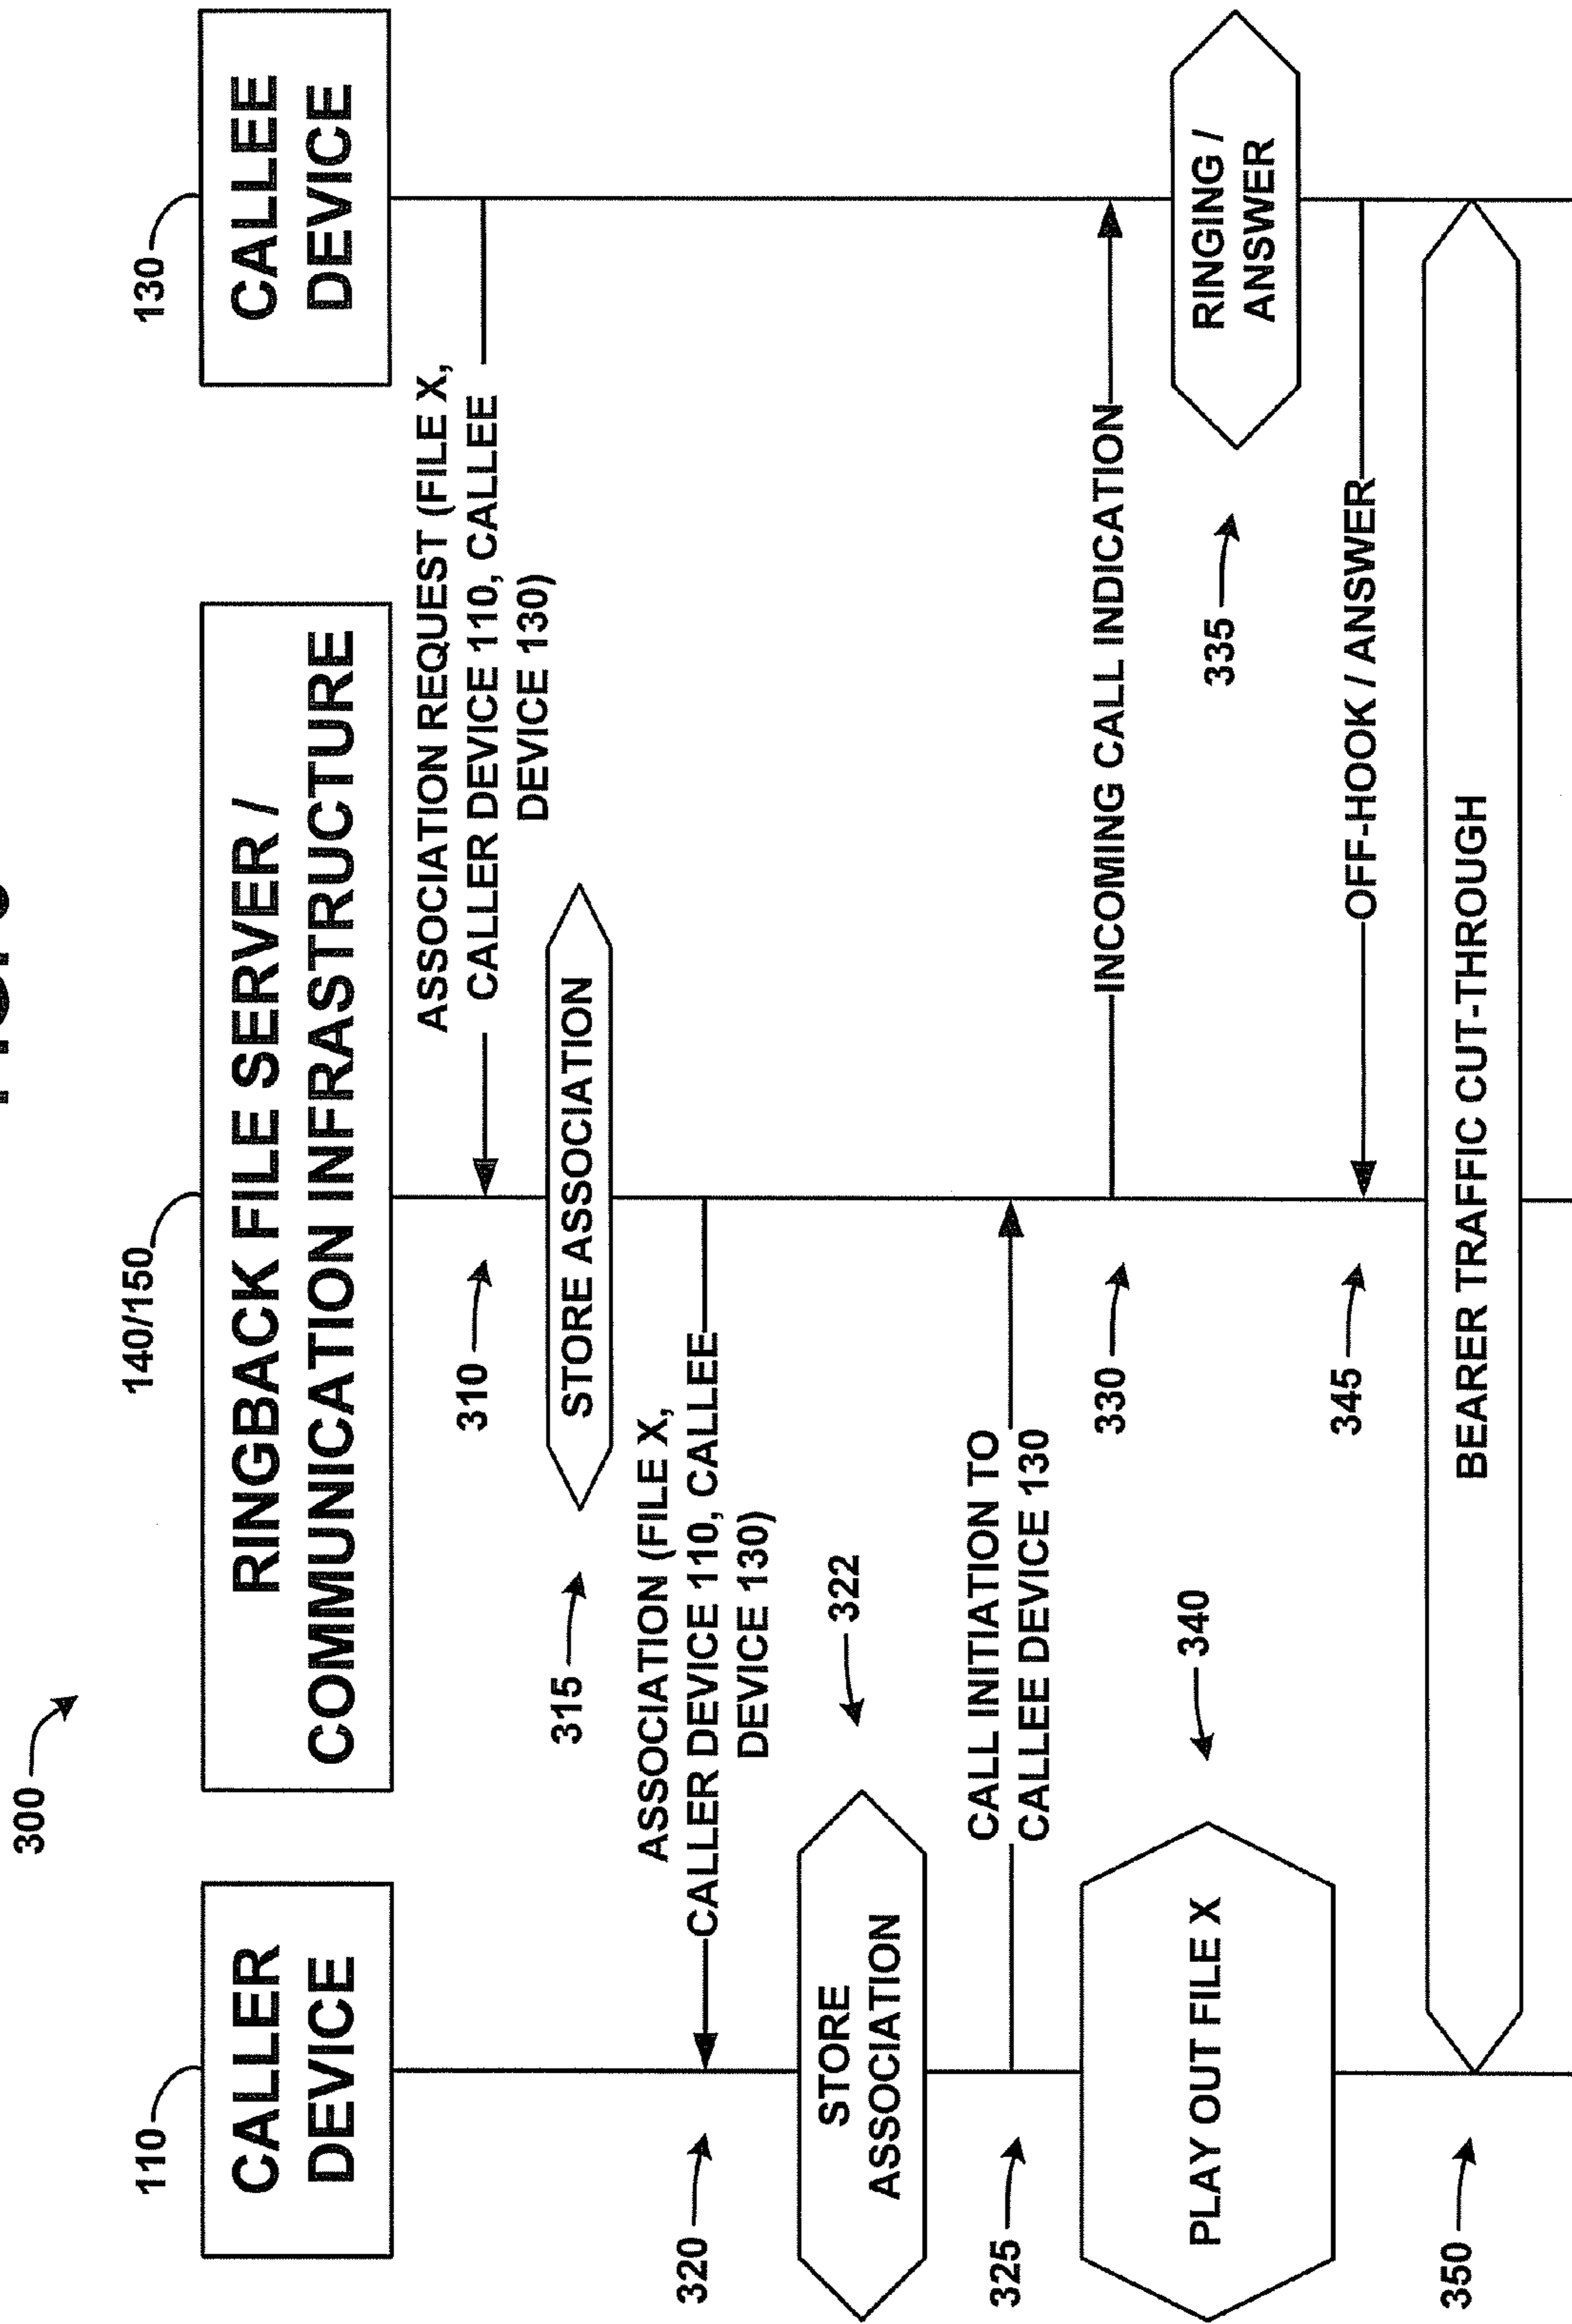 300
110
140/150
130
CALLER
DEVICE
RINGBACK FILE SERVER /
COMMUNICATION INFRASTRUCTURE
CALLEE
DEVICE
310
ASSOCIATION REQUEST (FILE X,
CALLER DEVICE 110, CALLEE
DEVICE 130)
315
STORE ASSOCIATION
320
ASSOCIATION (FILE X,
CALLER DEVICE 110, CALLEE
DEVICE 130)
STORE
ASSOCIATION
322
325
CALL INITIATION TO
CALLEE DEVICE 130
330
INCOMING CALL INDICATION
335
RINGING /
ANSWER
PLAY OUT FILE X
340
345
OFF-HOOK / ANSWER
350
BEARER TRAFFIC CUT-THROUGH